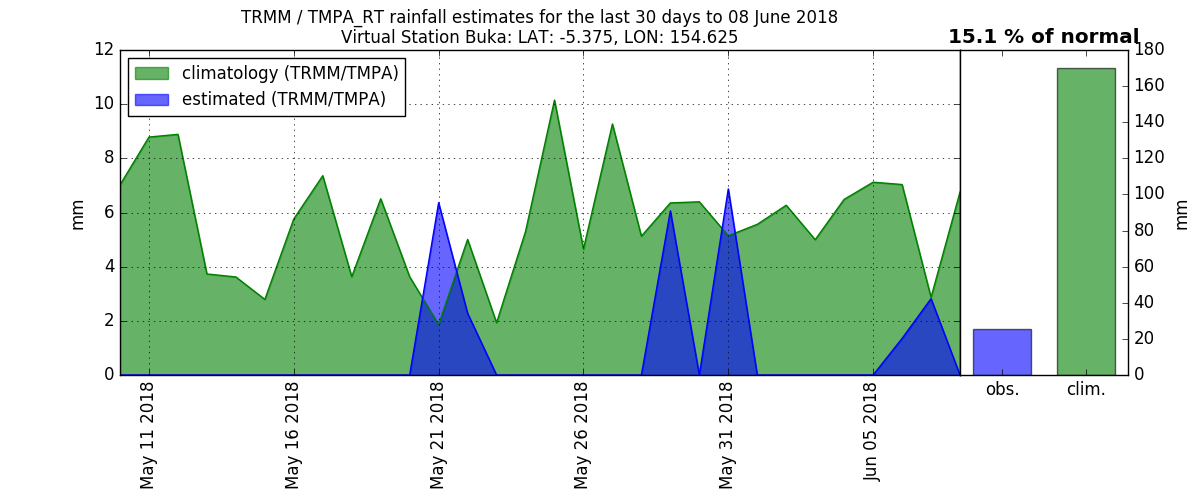 TRMM / TMPA_RT rainfall estimates for the last 30 days to 08 June 2018
Virtual Station Buka: LAT: -5.375, LON: 154.625
15.1 % of normal
climatology (TRMM/TMPA)
estimated (TRMM/TMPA)
12
10
8
6
4
2
0
mm
May 11 2018
May 16 2018
May 21 2018
May 26 2018
May 31 2018
Jun 05 2018
obs.
clim.
180
160
140
120
100
80
60
40
20
0
mm